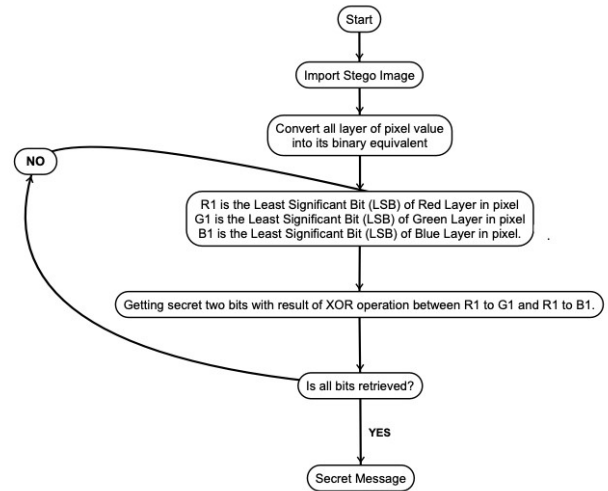 Start
Import Stego Image
Convert all layer of pixel value
into its binary equivalent
NO
R1 is the Least Significant Bit (LSB) of Red Layer in pixel
G1 is the Least Significant Bit (LSB) of Green Layer in pixel
B1 is the Least Significant Bit (LSB) of Blue Layer in pixel.
.
Getting secret two bits with result of XOR operation between R1 to G1 and R1 to B1.
Is all bits retrieved?
YES
Secret Message